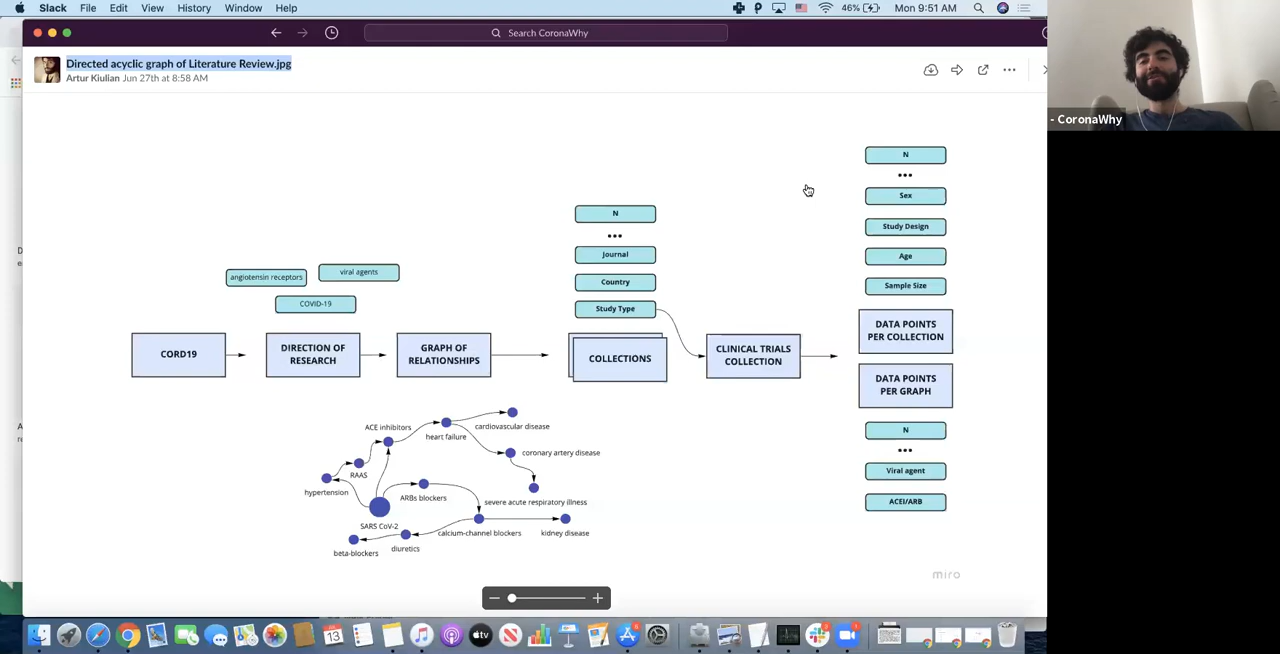 Slack File Edit View History Window Help
46%
Mon 9:51 AM
Search CoronaWhy
Directed acyclic graph of Literature Review.jpg
Artur Kiulian Jun 27th at 8:58 AM
- CoronaWhy
N
•••
Sex
Study Design
Age
Sample Size
N
•••
Journal
Country
Study Type
angiotensin receptors
viral agents
COVID-19
CORD19
DIRECTION OF
RESEARCH
GRAPH OF
RELATIONSHIPS
COLLECTIONS
CLINICAL TRIALS
COLLECTION
DATA POINTS
PER COLLECTION
DATA POINTS
PER GRAPH
N
•••
Viral agent
ACEI/ARB
ACE inhibitors
heart failure
cardiovascular disease
coronary artery disease
RAAS
hypertension
ARBs blockers
severe acute respiratory illness
SARS CoV-2
calcium-channel blockers
kidney disease
beta-blockers
diuretics
miro
tv
13